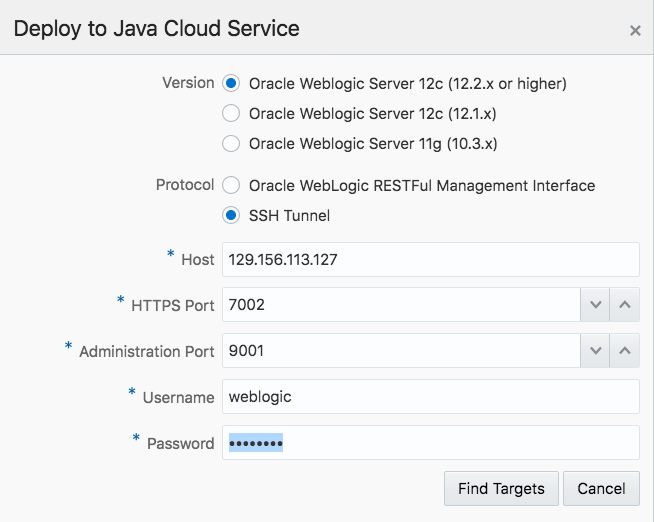 Deploy to Java Cloud Service ×
Version Oracle Weblogic Server 12c (12.2.x or higher)
Oracle Weblogic Server 12c (12.1.x)
Oracle Weblogic Server 11g (10.3.x)
Protocol Oracle WebLogic RESTFul Management Interface
SSH Tunnel
* Host 129.156.113.127
* HTTPS Port 7002
* Administration Port 9001
* Username weblogic
* Password ••••••••
Find Targets Cancel